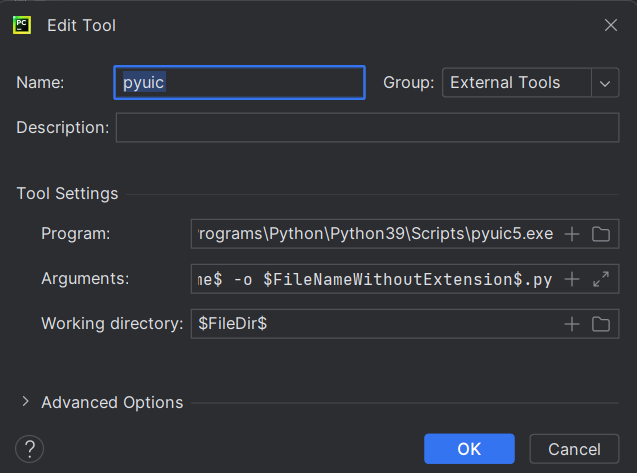 PC
Edit Tool
Name: pyuic Group: External Tools
Description:
Tool Settings
Program: rograms\Python\Python39\Scripts\pyuic5.exe
Arguments: e$ -o $FileNameWithoutExtension$.py
Working directory: $FileDir$
Advanced Options
? OK Cancel